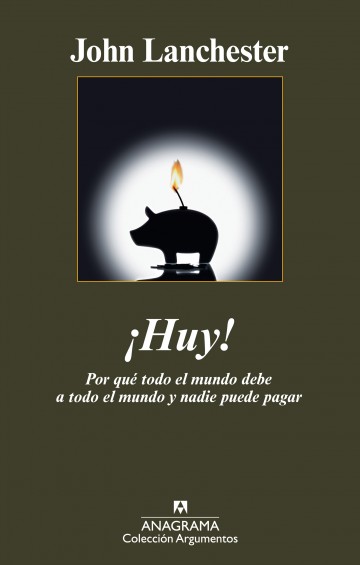 John Lanchester
¡Huy!
Por qué todo el mundo debe
a todo el mundo y nadie puede pagar
ANAGRAMA
Colección Argumentos